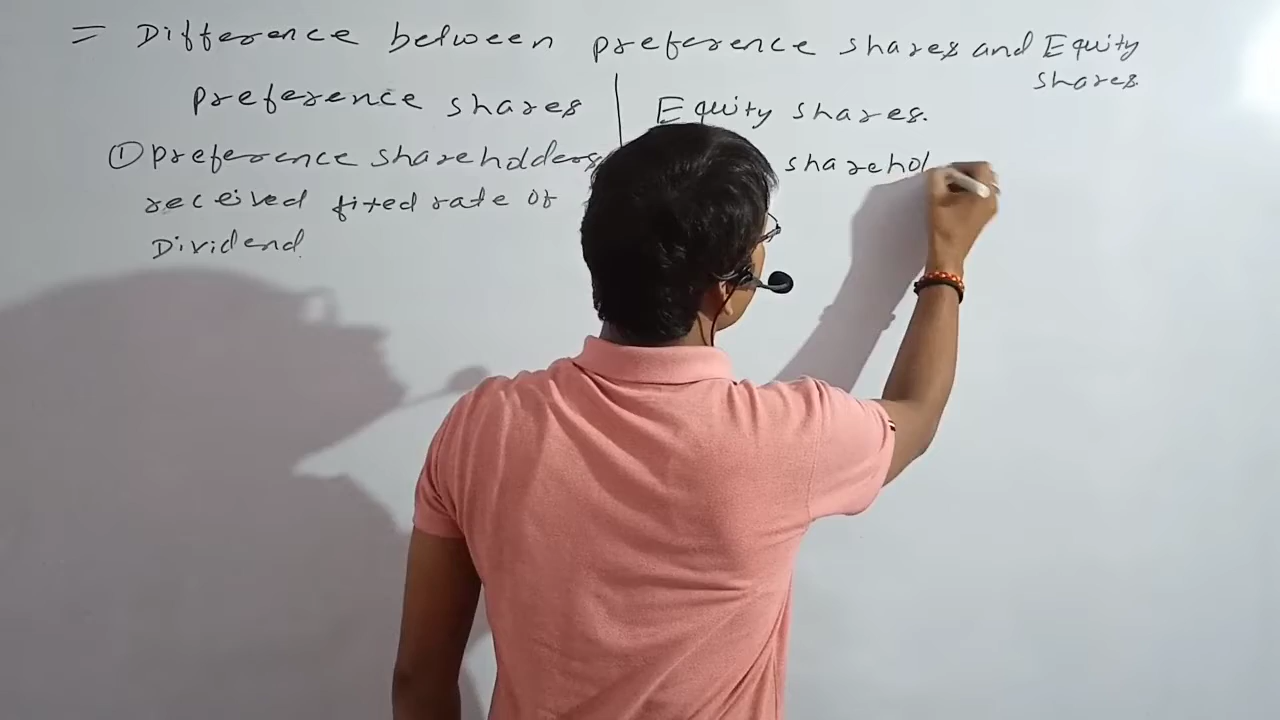 = Difference between preference shares and Equity
shares
preference shares
Equity shares.
① preference shareholders
received fixed rate of
Dividend.
sharehol